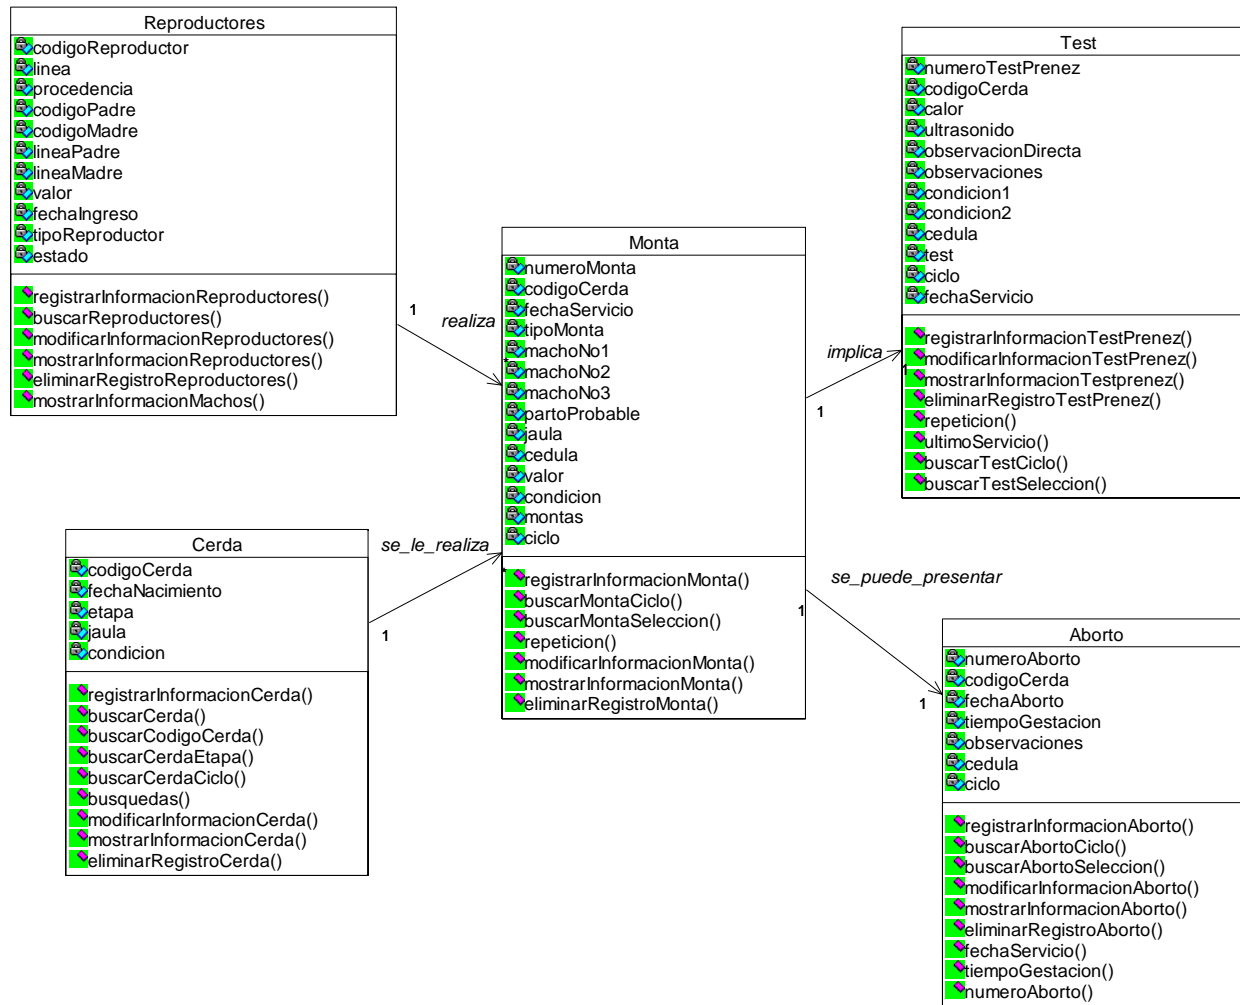 Reproductores
codigoReproductor
linea
procedencia
codigoPadre
codigoMadre
lineaPadre
lineaMadre
valor
fechaIngreso
tipoReproductor
estado
registrarInformacionReproductores()
buscarReproductores()
modificarInformacionReproductores()
mostrarInformacionReproductores()
eliminarRegistroReproductores()
mostrarInformacionMachos()
1
realiza
*
Cerda
codigoCerda
fechaNacimiento
etapa
jaula
condicion
registrarInformacionCerda()
buscarCerda()
buscarCodigoCerda()
buscarCerdaEtapa()
buscarCerdaCiclo()
busquedas()
modificarInformacionCerda()
mostrarInformacionCerda()
eliminarRegistroCerda()
se_le_realiza
1
*
Monta
numeroMonta
codigoCerda
fechaServicio
tipoMonta
machoNo1
machoNo2
machoNo3
partoProbable
jaula
cedula
valor
condicion
montas
ciclo
registrarInformacionMonta()
buscarMontaCiclo()
buscarMontaSeleccion()
repeticion()
modificarInformacionMonta()
mostrarInformacionMonta()
eliminarRegistroMonta()
implica
1
1
Test
numeroTestPrenez
codigoCerda
calor
ultrasonido
observacionDirecta
observaciones
condicion1
condicion2
cedula
test
ciclo
fechaServicio
registrarInformacionTestPrenez()
modificarInformacionTestPrenez()
mostrarInformacionTestprenez()
eliminarRegistroTestPrenez()
repeticion()
ultimoServicio()
buscarTestCiclo()
buscarTestSeleccion()
se_puede_presentar
1
1
Aborto
numeroAborto
codigoCerda
fechaAborto
tiempoGestacion
observaciones
cedula
ciclo
registrarInformacionAborto()
buscarAbortoCiclo()
buscarAbortoSeleccion()
modificarInformacionAborto()
mostrarInformacionAborto()
eliminarRegistroAborto()
fechaServicio()
tiempoGestacion()
numeroAborto()